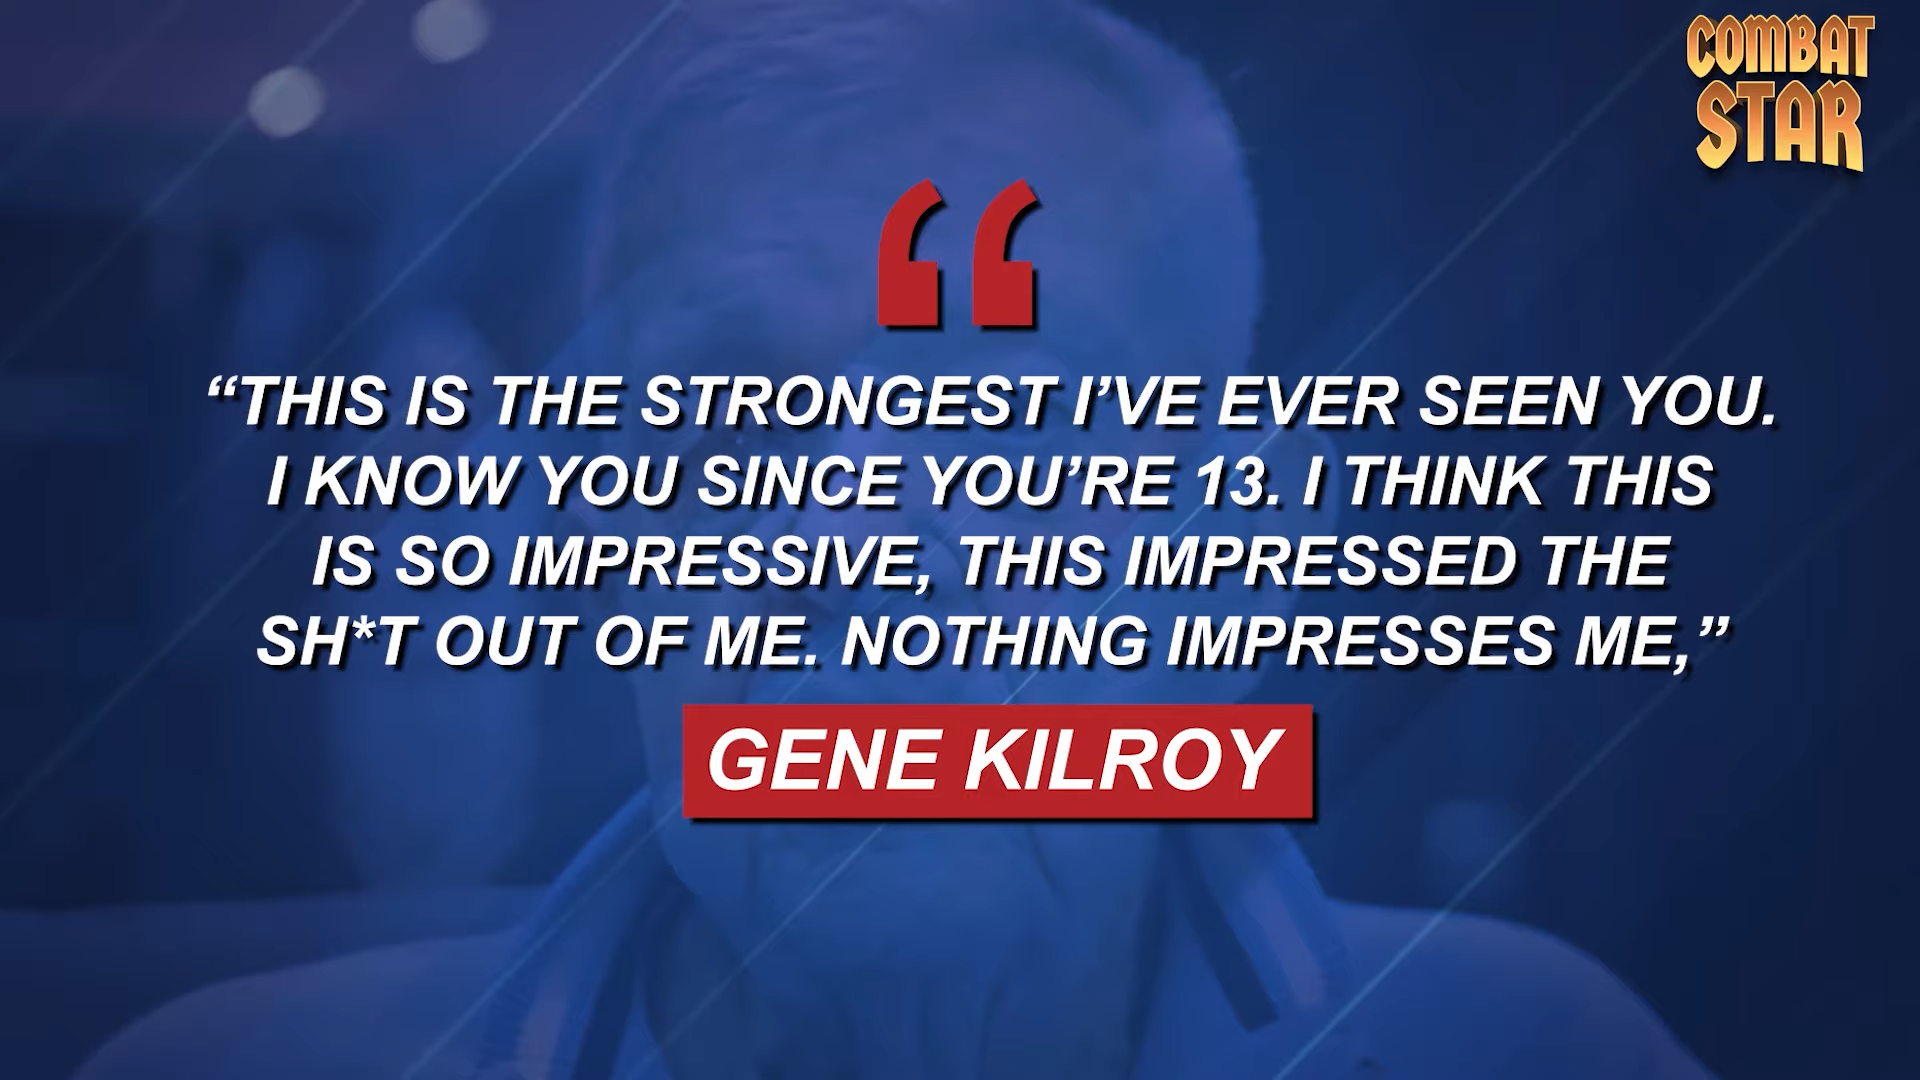 COMBAT
STAR
“THIS IS THE STRONGEST I’VE EVER SEEN YOU.
I KNOW YOU SINCE YOU’RE 13. I THINK THIS
IS SO IMPRESSIVE, THIS IMPRESSED THE
SH*T OUT OF ME. NOTHING IMPRESSES ME,”
GENE KILROY